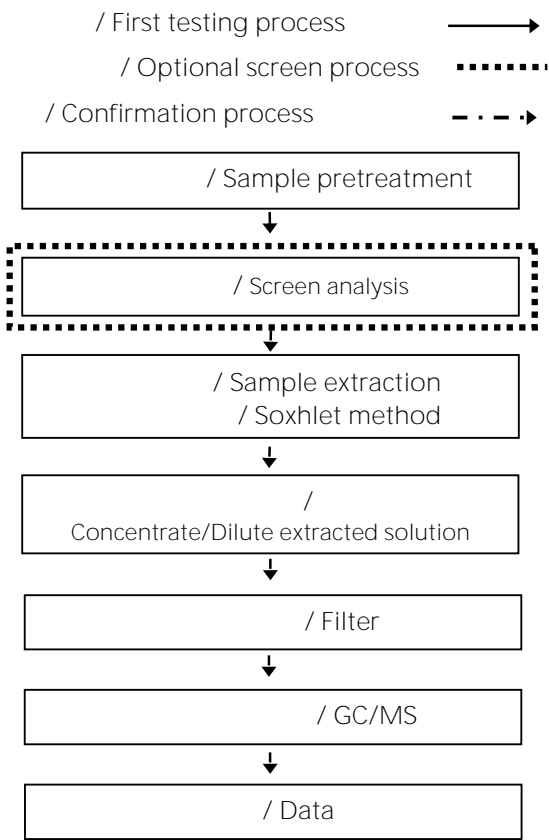 / First testing process
/ Optional screen process
/ Confirmation process
/ Sample pretreatment
/ Screen analysis
/ Sample extraction
/ Soxhlet method
/
Concentrate/Dilute extracted solution
/ Filter
/ GC/MS
/ Data